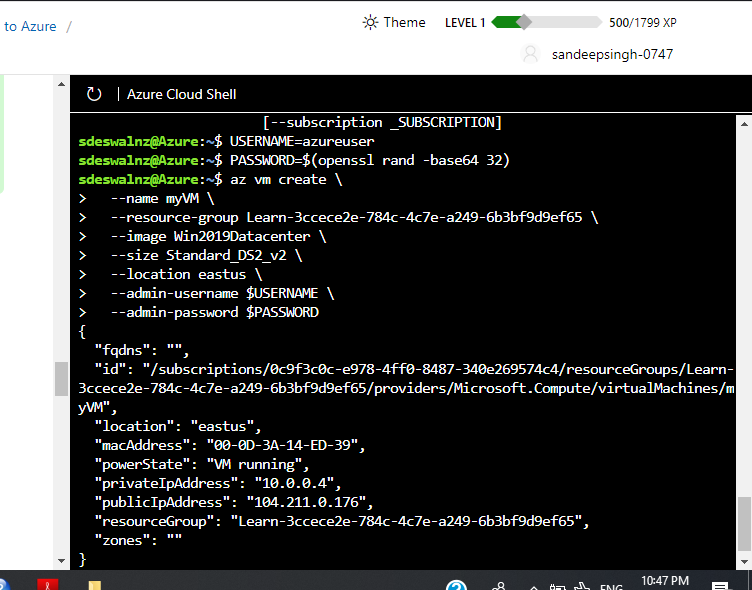 to Azure /
Theme LEVEL 1 500/1799 XP
sandeepsingh-0747
| Azure Cloud Shell
[--subscription _SUBSCRIPTION]
sdeswalnz@Azure:~$ USERNAME=azureuser
sdeswalnz@Azure:~$ PASSWORD=$(openssl rand -base64 32)
sdeswalnz@Azure:~$ az vm create \
> --name myVM \
> --resource-group Learn-3ccece2e-784c-4c7e-a249-6b3bf9d9ef65 \
> --image Win2019Datacenter \
> --size Standard_DS2_v2 \
> --location eastus \
> --admin-username $USERNAME \
> --admin-password $PASSWORD
{
"fqdns": "",
"id": "/subscriptions/0c9f3c0c-e978-4ff0-8487-340e269574c4/resourceGroups/Learn-
3ccece2e-784c-4c7e-a249-6b3bf9d9ef65/providers/Microsoft.Compute/virtualMachines/m
yVM",
"location": "eastus",
"macAddress": "00-0D-3A-14-ED-39",
"powerState": "VM running",
"privateIpAddress": "10.0.0.4",
"publicIpAddress": "104.211.0.176",
"resourceGroup": "Learn-3ccece2e-784c-4c7e-a249-6b3bf9d9ef65",
"zones": ""
}
ENG 10:47 PM